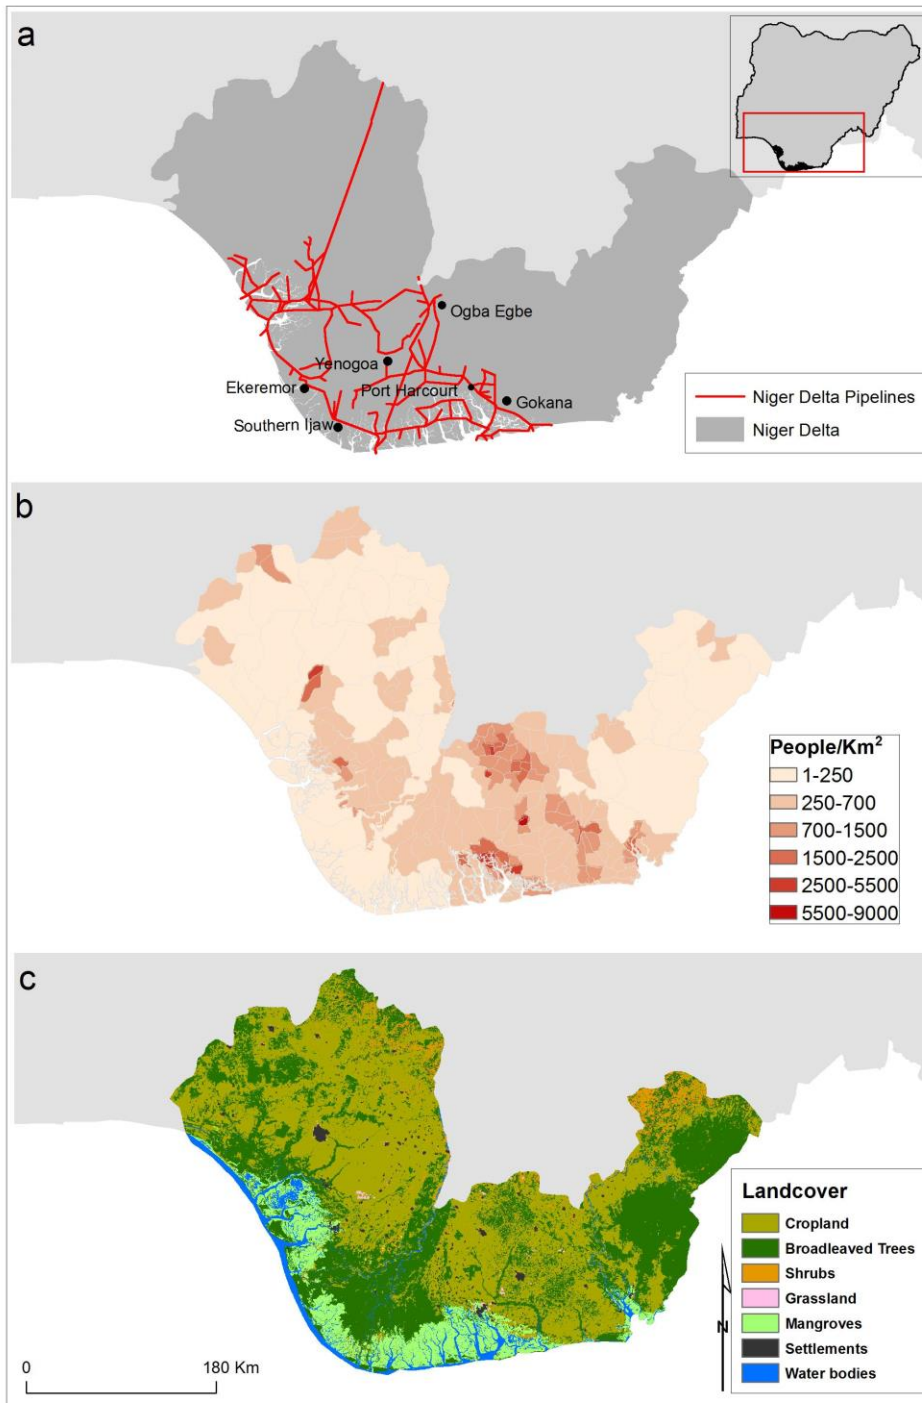 a
Ogba Egbe
Yenogoa
Ekeremor
Port Harcourt
Gokana
Southern Ijaw
Niger Delta Pipelines
Niger Delta
b
People/Km²
1-250
250-700
700-1500
1500-2500
2500-5500
5500-9000
c
Landcover
Cropland
Broadleaved Trees
Shrubs
Grassland
Mangroves
Settlements
Water bodies
N
0 180 Km